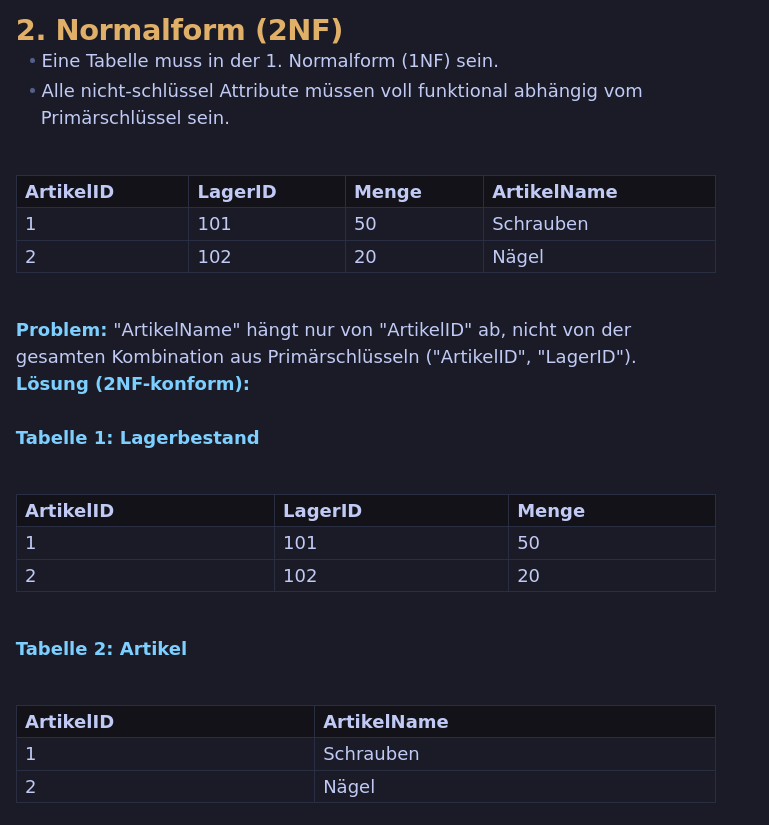 2. Normalform (2NF)
• Eine Tabelle muss in der 1. Normalform (1NF) sein.
• Alle nicht-schlüssel Attribute müssen voll funktional abhängig vom
Primärschlüssel sein.
ArtikelID LagerID Menge ArtikelName
1 101 50 Schrauben
2 102 20 Nägel
Problem: "ArtikelName" hängt nur von "ArtikelID" ab, nicht von der
gesamten Kombination aus Primärschlüsseln ("ArtikelID", "LagerID").
Lösung (2NF-konform):
Tabelle 1: Lagerbestand
ArtikelID LagerID Menge
1 101 50
2 102 20
Tabelle 2: Artikel
ArtikelID ArtikelName
1 Schrauben
2 Nägel